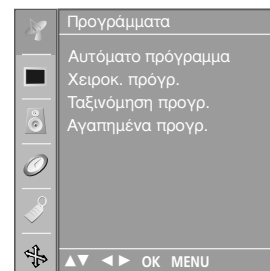 Προγράμματα
Αυτόματο πρόγραμμα
Χειροκ. πρόγρ.
Ταξινόμηση προγρ.
Αγαπημένα προγρ.
▲▼ ◄► OK MENU